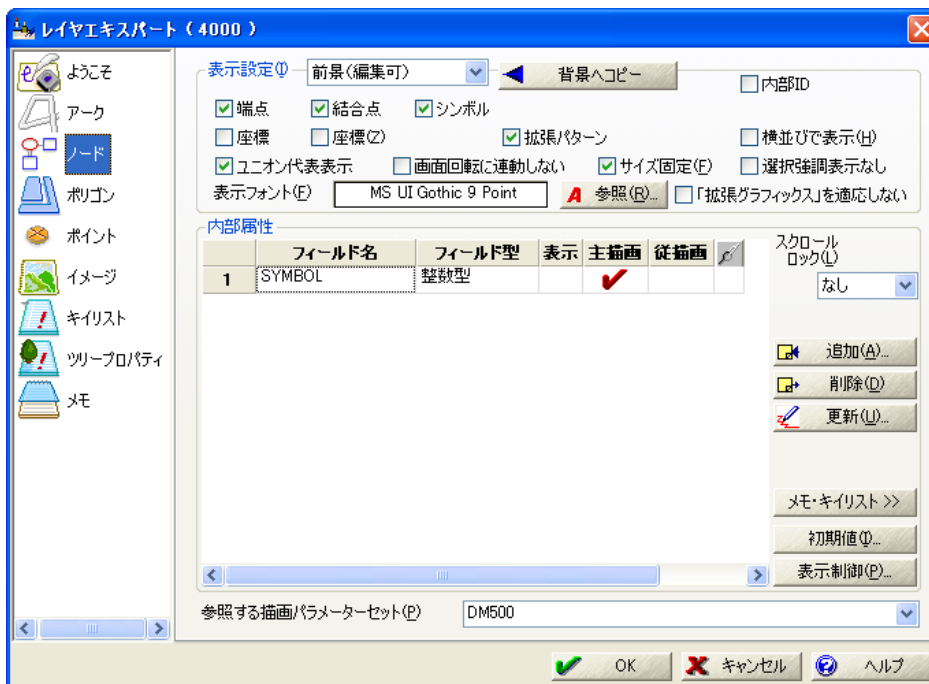 レイヤエキスパート（4000 ）
ようこそ
アーク
ノード
ポリゴン
ポイント
イメージ
キイリスト
ツリープロパティ
メモ
表示設定(I) 前景(編集可) 背景へコピー 内部ID
端点 結合点 シンボル
座標 座標(Z) 拡張パターン 横並びで表示(H)
ユニオン代表表示 画面回転に連動しない サイズ固定(F) 選択強調表示なし
表示フォント(F) MS UI Gothic 9 Point A 参照(R)... 「拡張グラフィックス」を適応しない
内部属性
フィールド名 フィールド型 表示 主描画 従描画
1 SYMBOL 整数型
スクロール
ロック(L)
なし
追加(A)...
削除(D)
更新(U)...
メモ・キイリスト >>
初期値(I)...
表示制御(P)...
参照する描画パラメーターセット(P) DM500
OK キャンセル ヘルプ